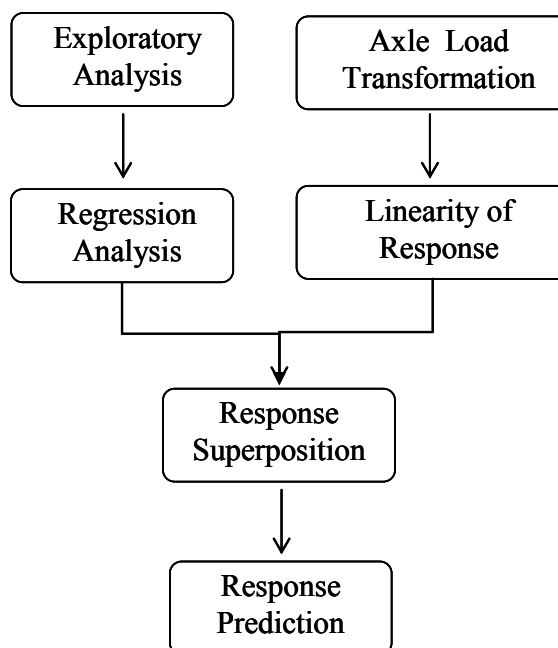 Exploratory
Analysis
Axle Load
Transformation
Regression
Analysis
Linearity of
Response
Response
Superposition
Response
Prediction